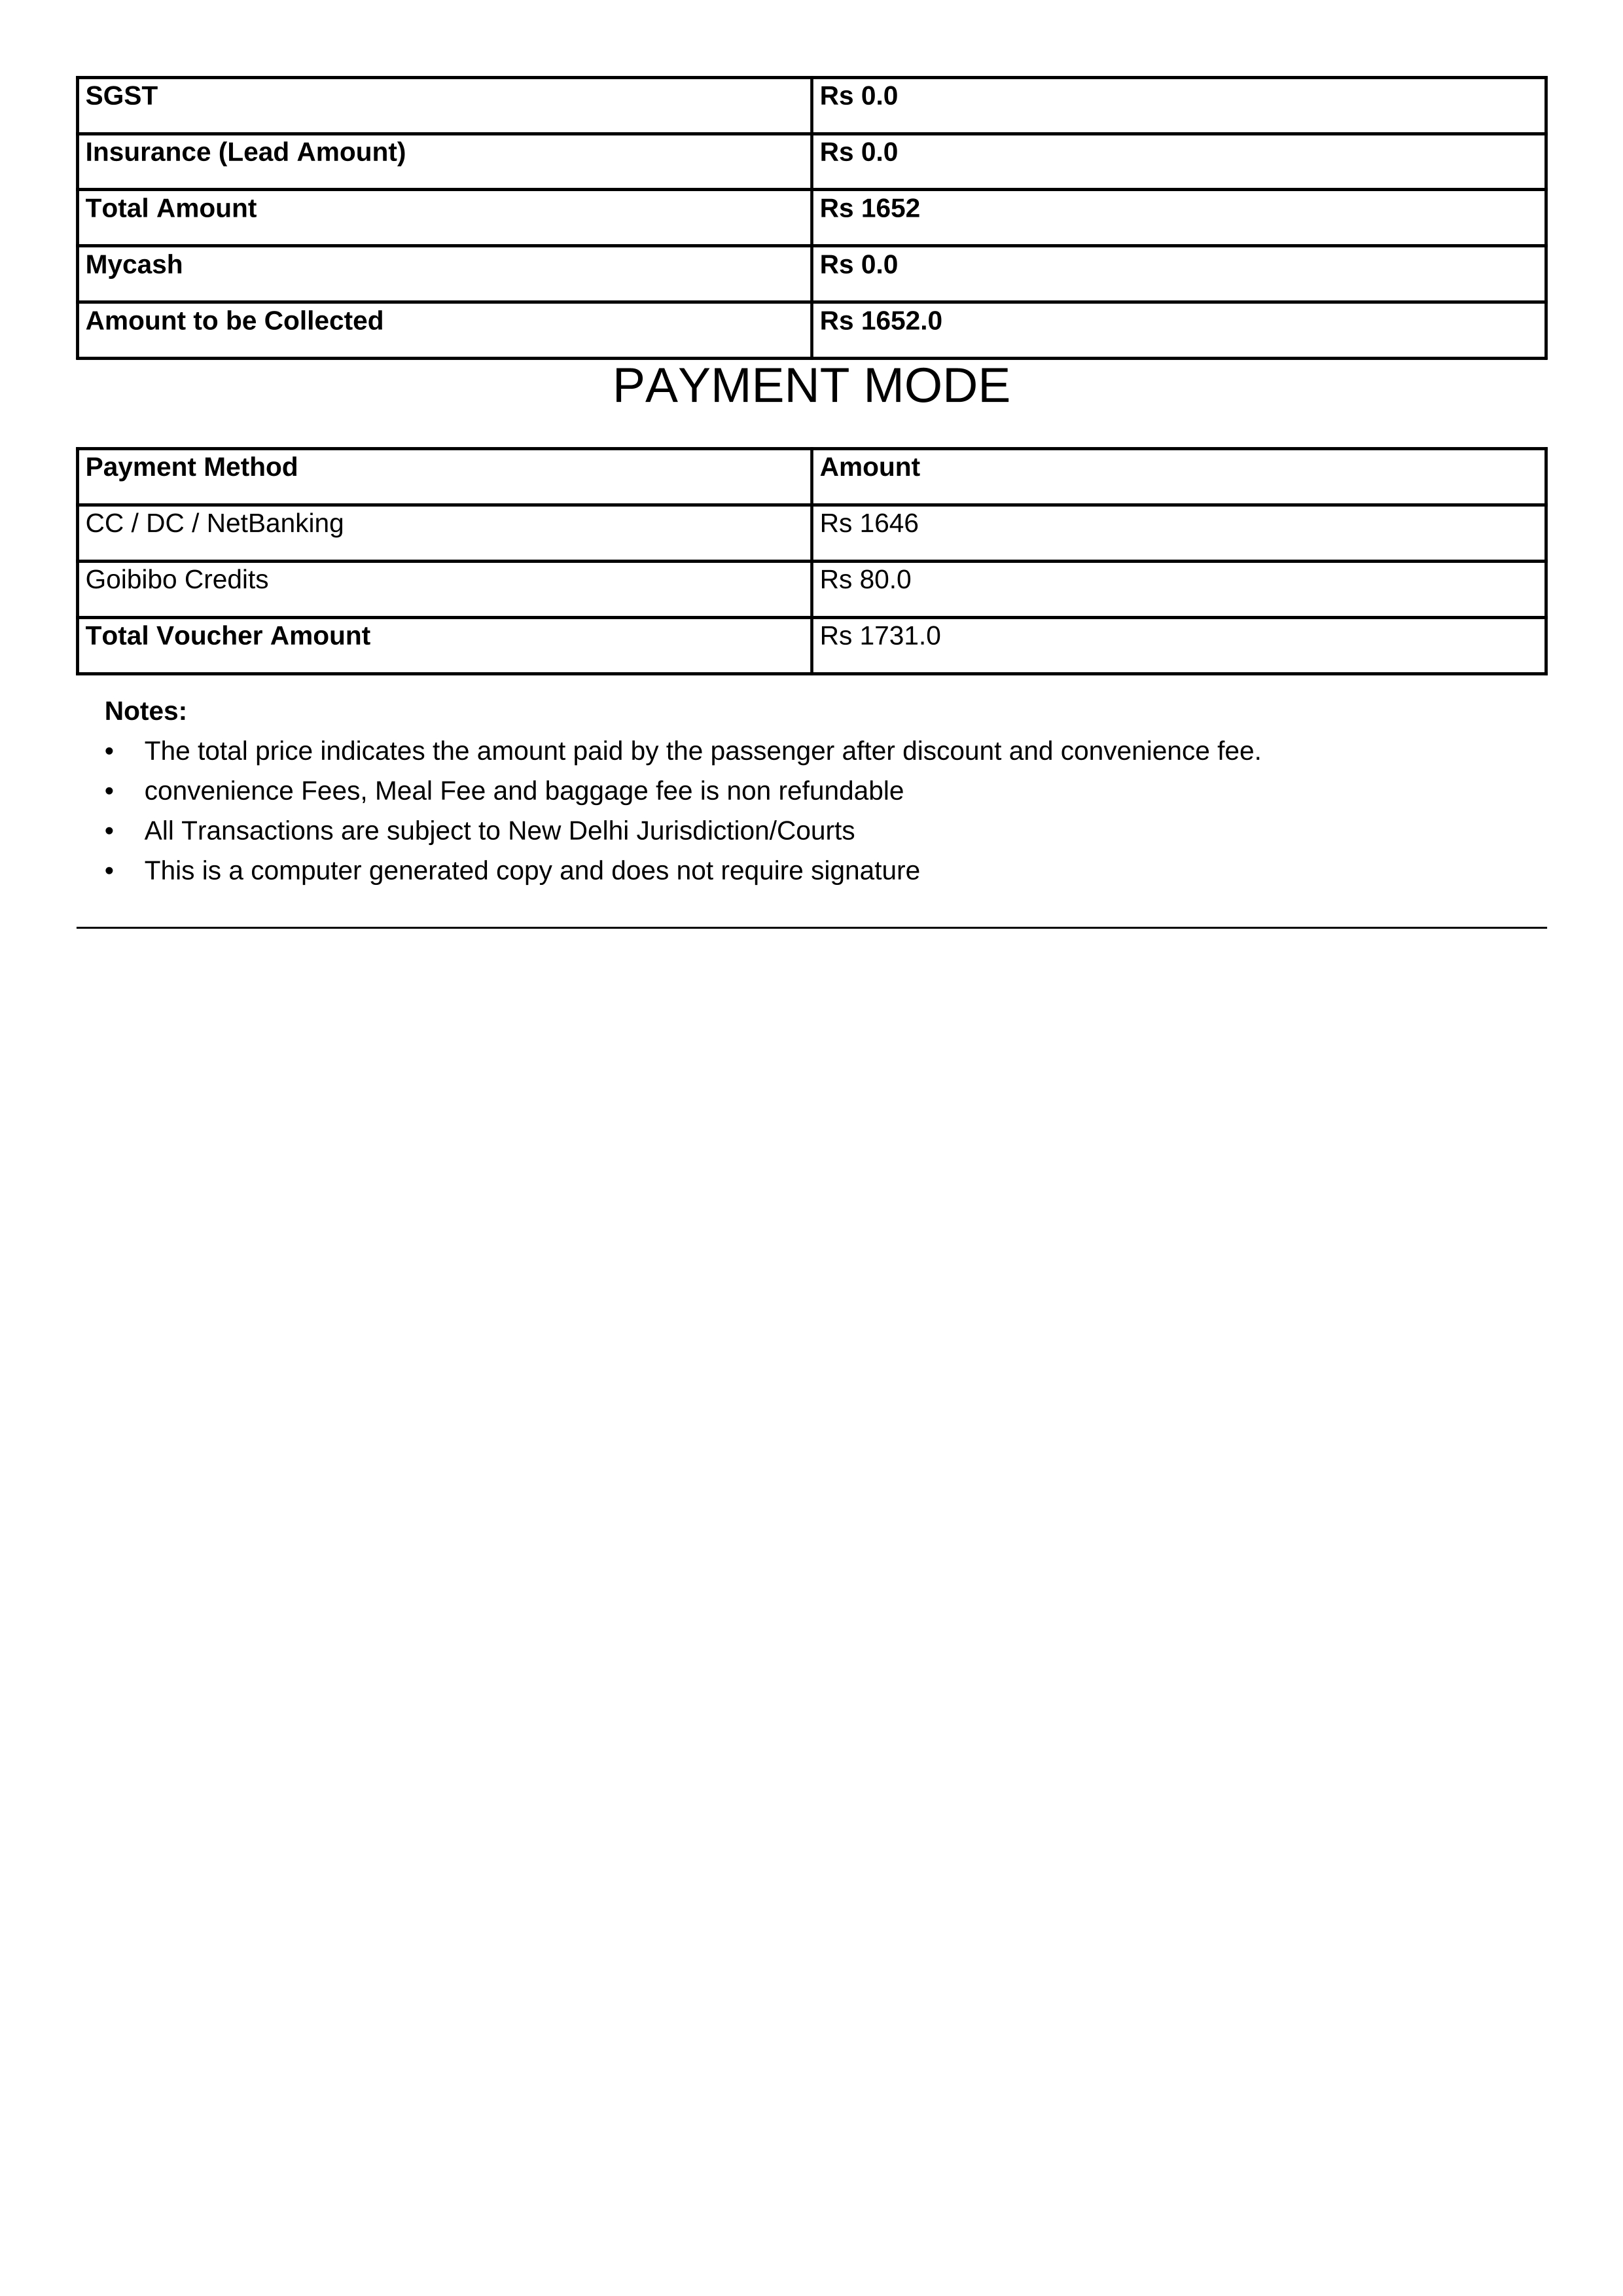 SGST Rs 0.0
Insurance (Lead Amount) Rs 0.0
Total Amount Rs 1652
Mycash Rs 0.0
Amount to be Collected Rs 1652.0
PAYMENT MODE
Payment Method Amount
CC / DC / NetBanking Rs 1646
Goibibo Credits Rs 80.0
Total Voucher Amount Rs 1731.0
Notes:
• The total price indicates the amount paid by the passenger after discount and convenience fee.
• convenience Fees, Meal Fee and baggage fee is non refundable
• All Transactions are subject to New Delhi Jurisdiction/Courts
• This is a computer generated copy and does not require signature